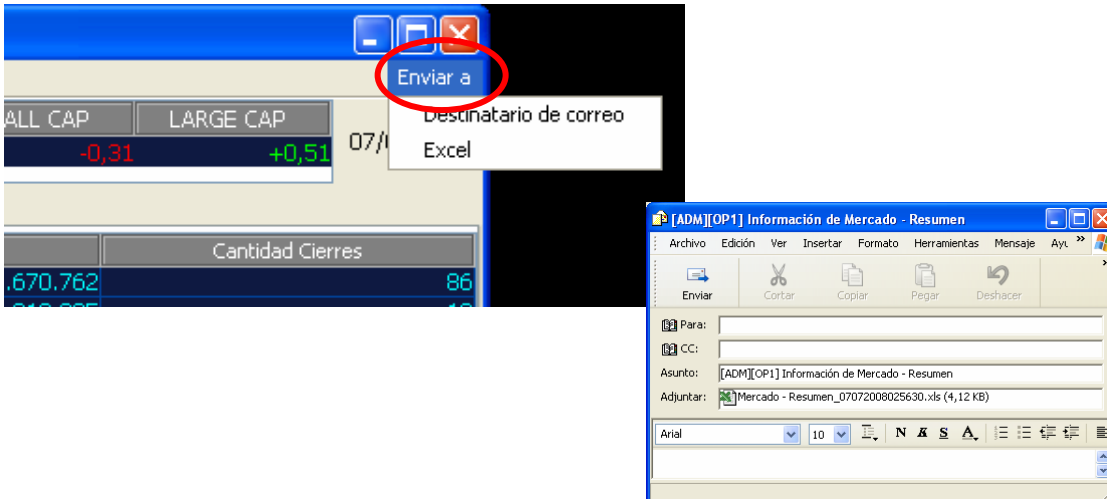 Enviar a
ALL CAP LARGE CAP
-0,31 +0,51
07/
Destinatario de correo
Excel
Cantidad Cierres
.670.762 86
[ADM][OP1] Información de Mercado - Resumen
Archivo Edición Ver Insertar Formato Herramientas Mensaje Ayu »
Enviar Cortar Copiar Pegar Deshacer
Para:
CC:
Asunto: [ADM][OP1] Información de Mercado - Resumen
Adjuntar: Mercado - Resumen_07072008025630.xls (4,12 KB)
Arial 10 N K S A